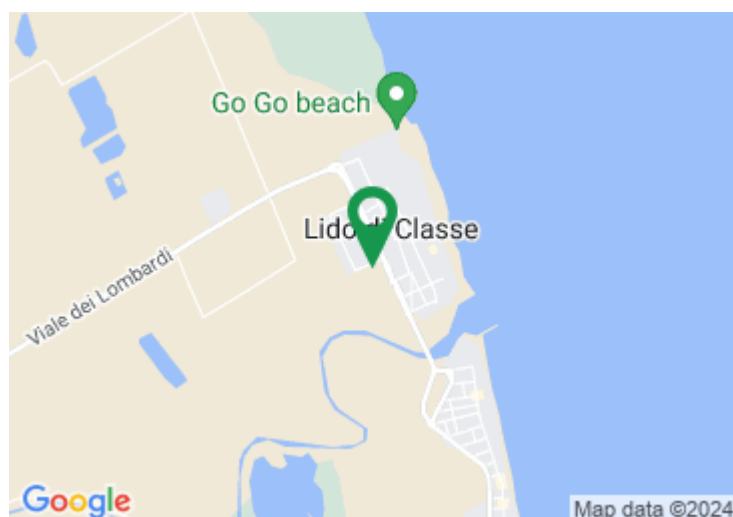 Go Go beach
Lido di Classe
Viale dei Lombardi
Google
Map data ©2024